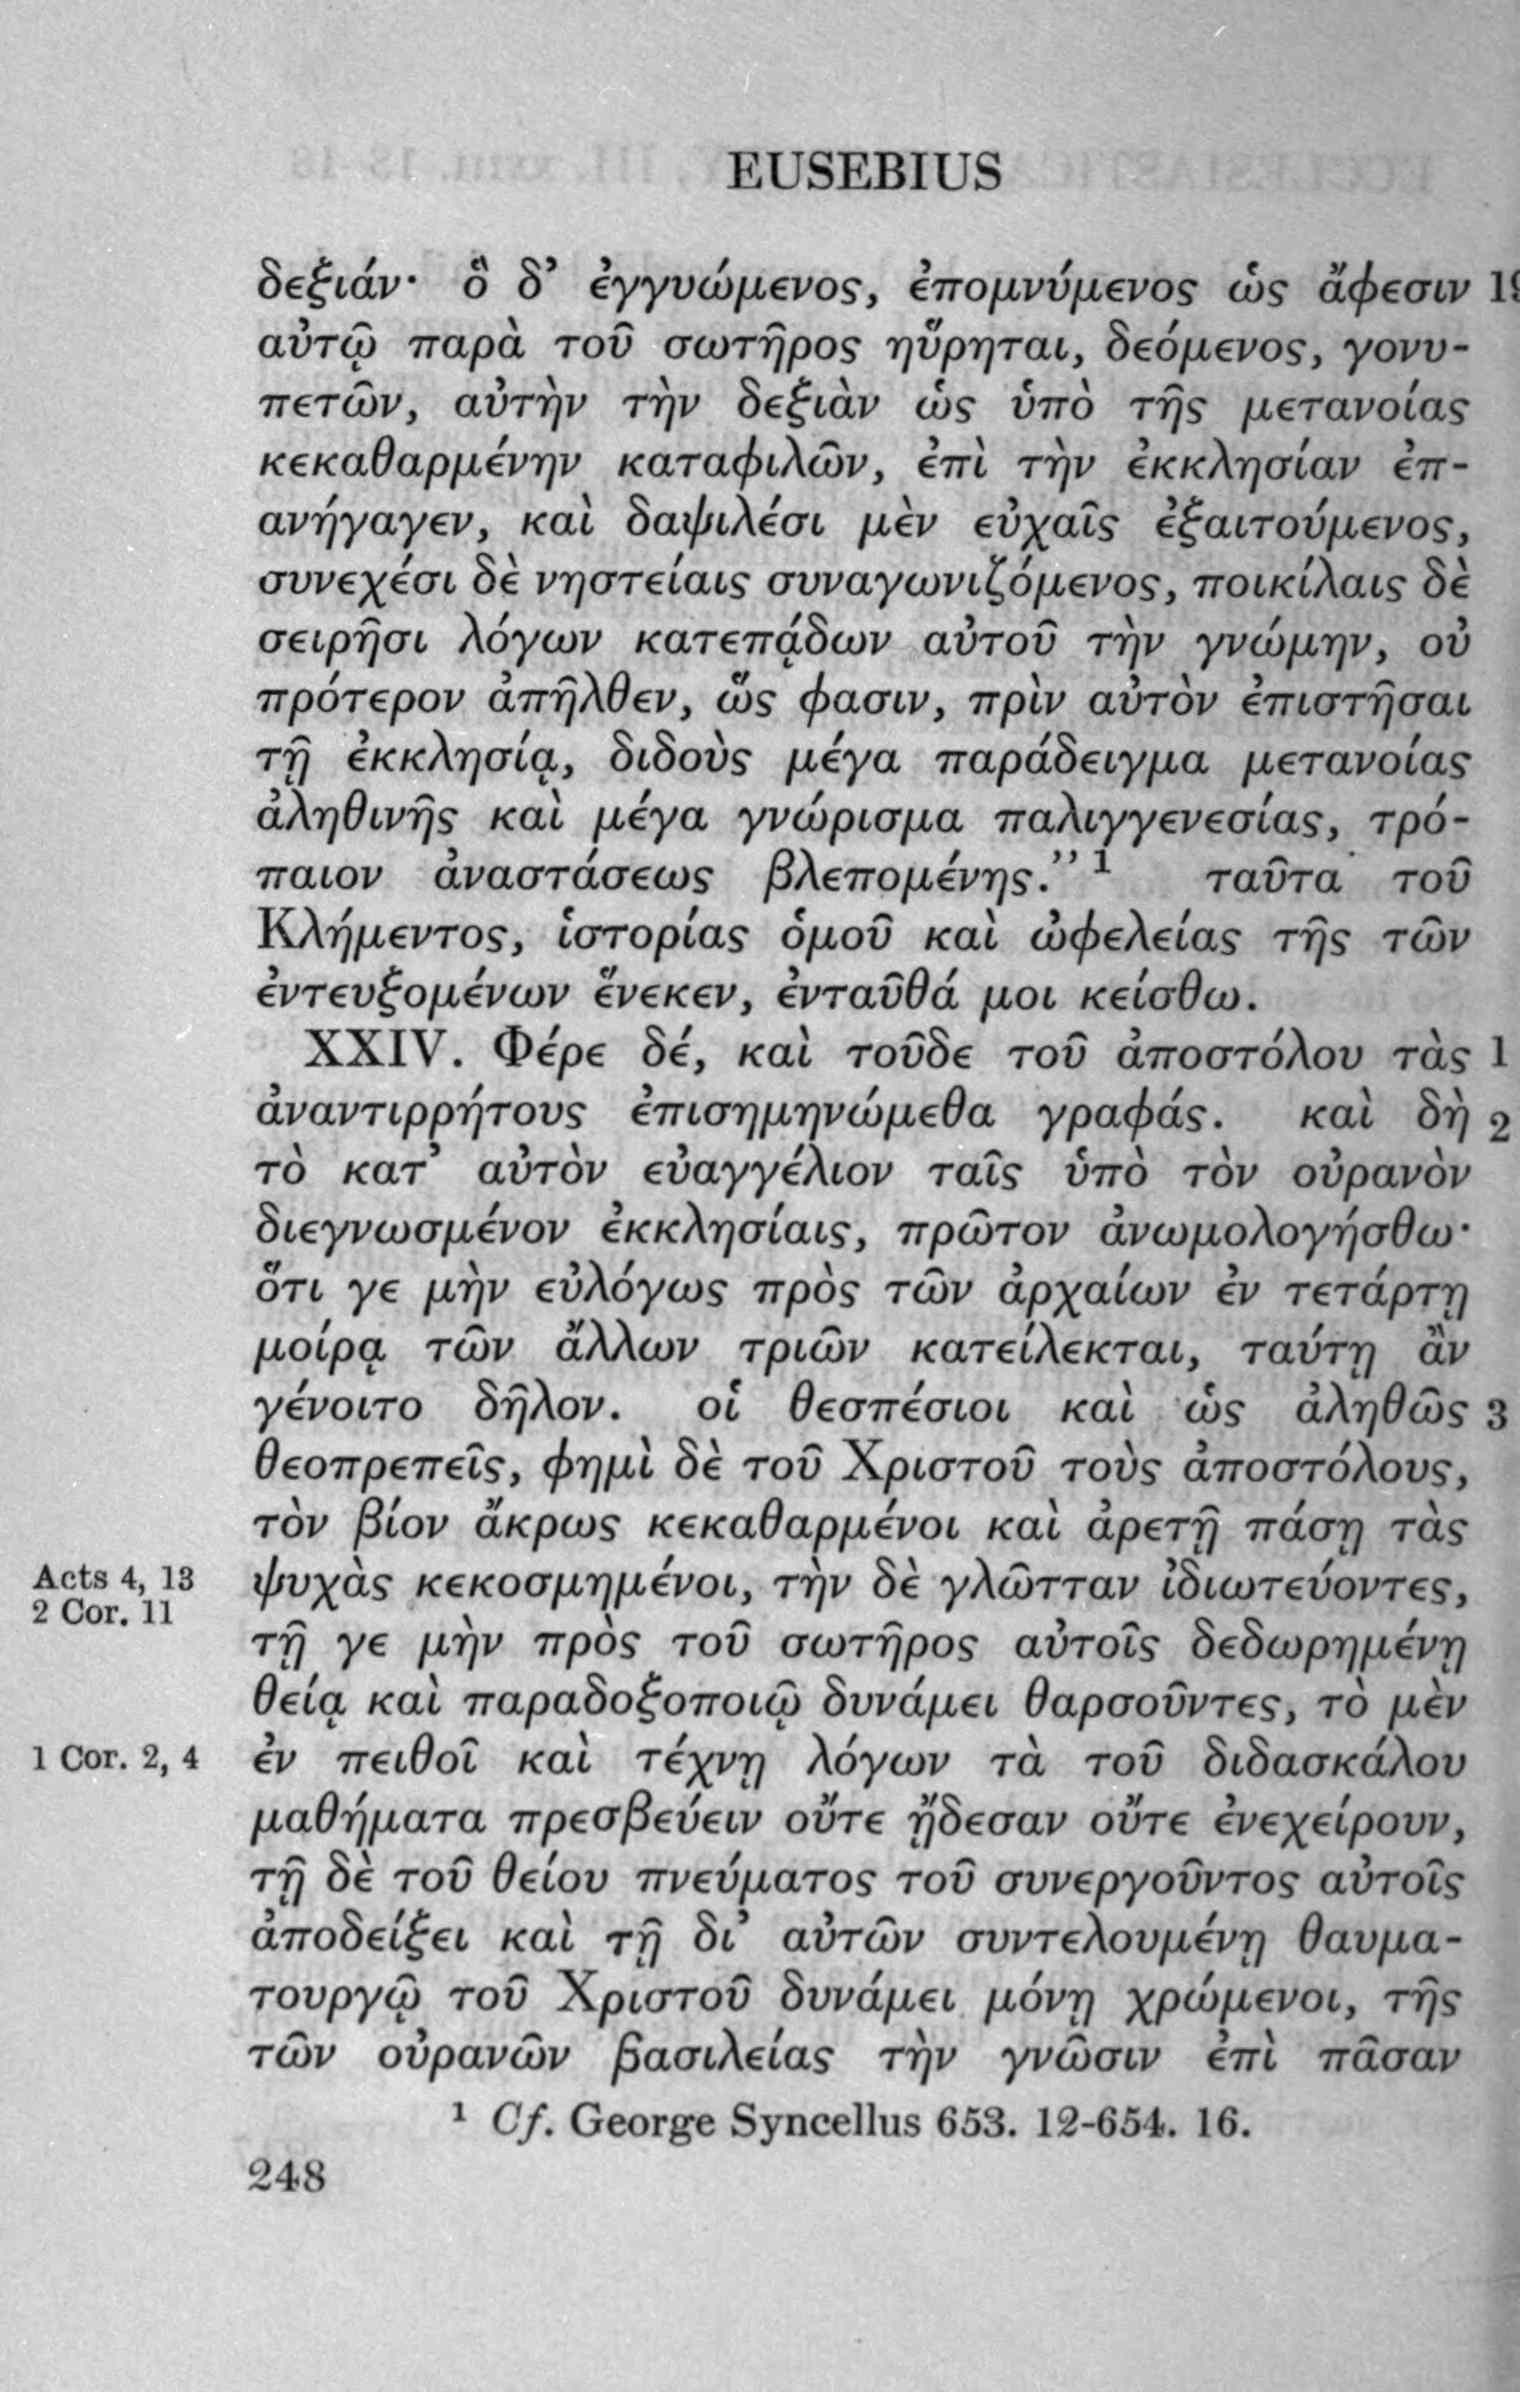 EUSEBIUS
δεξιάν· ὃ δ’ ἐγγυώμενος, ἐπομνύμενος ὡς ἄφεσιν 19
αὐτῷ παρὰ τοῦ σωτῆρος ηὕρηται, δεόμενος, γονυ-
πετῶν, αὐτὴν τὴν δεξιὰν ὡς ὑπὸ τῆς μετανοίας
κεκαθαρμένην καταφιλῶν, ἐπὶ τὴν ἐκκλησίαν ἐπ-
ανήγαγεν, καὶ δαψιλέσι μὲν εὐχαῖς ἐξαιτούμενος,
συνεχέσι δὲ νηστείαις συναγωνιζόμενος, ποικίλαις δὲ
σειρῆσι λόγων κατεπᾴδων αὐτοῦ τὴν γνώμην, οὐ
πρότερον ἀπῆλθεν, ὥς φασιν, πρὶν αὐτὸν ἐπιστῆσαι
τῇ ἐκκλησίᾳ, διδοὺς μέγα παράδειγμα μετανοίας
ἀληθινῆς καὶ μέγα γνώρισμα παλιγγενεσίας, τρό-
παιον ἀναστάσεως βλεπομένης.” ¹ ταῦτα τοῦ
Κλήμεντος, ἱστορίας ὁμοῦ καὶ ὠφελείας τῆς τῶν
ἐντευξομένων ἕνεκεν, ἐνταῦθά μοι κείσθω.
XXIV. Φέρε δέ, καὶ τοῦδε τοῦ ἀποστόλου τὰς 1
ἀναντιρρήτους ἐπισημηνώμεθα γραφάς. καὶ δὴ 2
τὸ κατ’ αὐτὸν εὐαγγέλιον ταῖς ὑπὸ τὸν οὐρανὸν
διεγνωσμένον ἐκκλησίαις, πρῶτον ἀνωμολογήσθω·
ὅτι γε μὴν εὐλόγως πρὸς τῶν ἀρχαίων ἐν τετάρτῃ
μοίρᾳ τῶν ἄλλων τριῶν κατείλεκται, ταύτῃ ἂν
γένοιτο δῆλον. οἱ θεσπέσιοι καὶ ὡς ἀληθῶς 3
θεοπρεπεῖς, φημὶ δὲ τοῦ Χριστοῦ τοὺς ἀποστόλους,
τὸν βίον ἄκρως κεκαθαρμένοι καὶ ἀρετῇ πάσῃ τὰς
Acts 4, 13 ψυχὰς κεκοσμημένοι, τὴν δὲ γλῶτταν ἰδιωτεύοντες,
2 Cor. 11
τῇ γε μὴν πρὸς τοῦ σωτῆρος αὐτοῖς δεδωρημένῃ
θείᾳ καὶ παραδοξοποιῷ δυνάμει θαρσοῦντες, τὸ μὲν
1 Cor. 2, 4 ἐν πειθοῖ καὶ τέχνῃ λόγων τὰ τοῦ διδασκάλου
μαθήματα πρεσβεύειν οὔτε ᾔδεσαν οὔτε ἐνεχείρουν,
τῇ δὲ τοῦ θείου πνεύματος τοῦ συνεργοῦντος αὐτοῖς
ἀποδείξει καὶ τῇ δι’ αὐτῶν συντελουμένῃ θαυμα-
τουργῷ τοῦ Χριστοῦ δυνάμει μόνῃ χρώμενοι, τῆς
τῶν οὐρανῶν βασιλείας τὴν γνῶσιν ἐπὶ πᾶσαν
¹ Cf. George Syncellus 653. 12-654. 16.
248